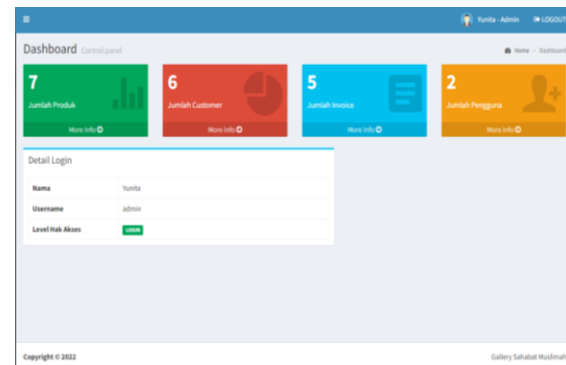 Yunita - Admin LOGOUT
Dashboard Control panel
Home > Dashboard
7
Jumlah Produk
More info
6
Jumlah Customer
More info
5
Jumlah Invoice
More info
2
Jumlah Pengguna
More info
Detail Login
Nama Yunita
Username admin
Level Hak Akses LOGIN
Copyright © 2022
Gallery Sahabat Muslimah